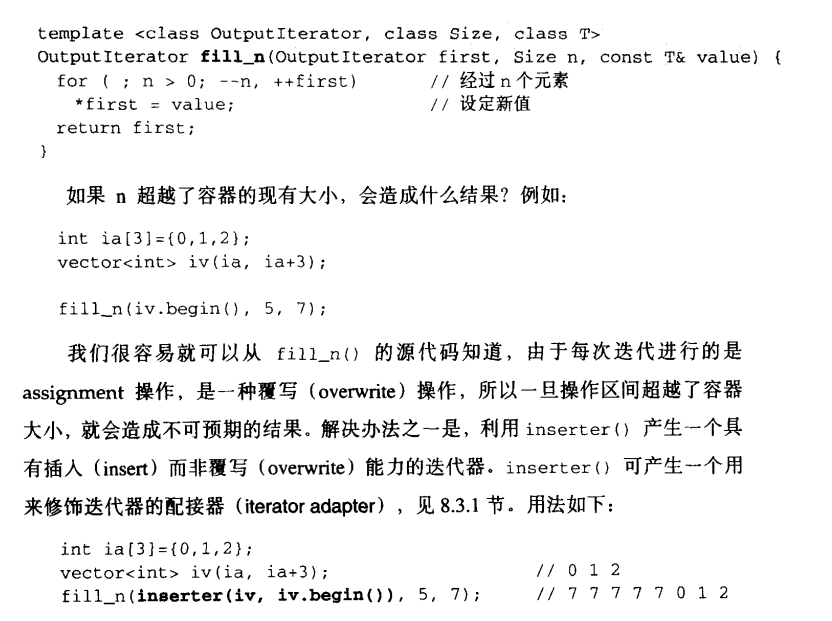 template <class OutputIterator, class Size, class T>
OutputIterator fill_n(OutputIterator first, Size n, const T& value) {
for ( ; n > 0; --n, ++first) // 经过n个元素
*first = value; // 设定新值
return first;
}
如果 n 超越了容器的现有大小，会造成什么结果？例如：
int ia[3]={0,1,2};
vector<int> iv(ia, ia+3);
fill_n(iv.begin(), 5, 7);
我们很容易就可以从 fill_n() 的源代码知道，由于每次迭代进行的是
assignment 操作，是一种覆写（overwrite）操作，所以一旦操作区间超越了容器
大小，就会造成不可预期的结果。解决办法之一是，利用 inserter() 产生一个具
有插入（insert）而非覆写（overwrite）能力的迭代器。inserter() 可产生一个用
来修饰迭代器的配接器（iterator adapter），见 8.3.1 节。用法如下：
int ia[3]={0,1,2};
vector<int> iv(ia, ia+3); // 0 1 2
fill_n(inserter(iv, iv.begin()), 5, 7); // 7 7 7 7 7 0 1 2